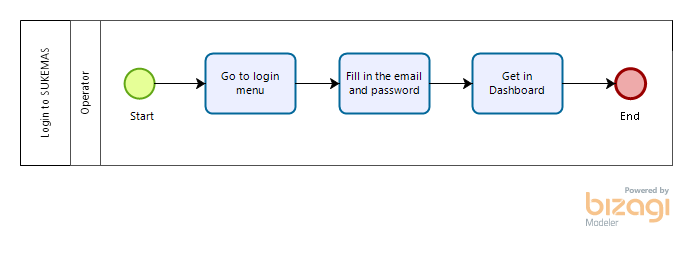 Login to SUKEMAS
Operator
Start
Go to login
menu
Fill in the email
and password
Get in
Dashboard
End
Powered by
bizagi
Modeler